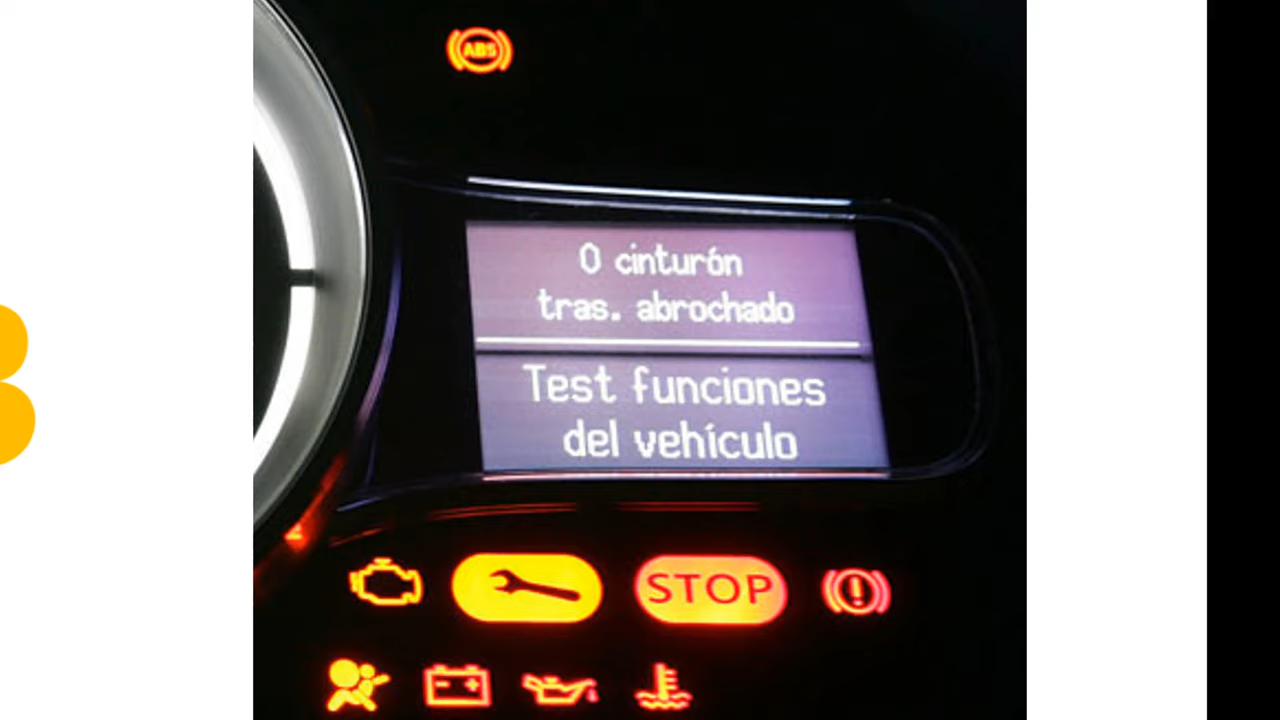 ABS
0 cinturón
tras. abrochado
Test funciones
del vehículo
STOP